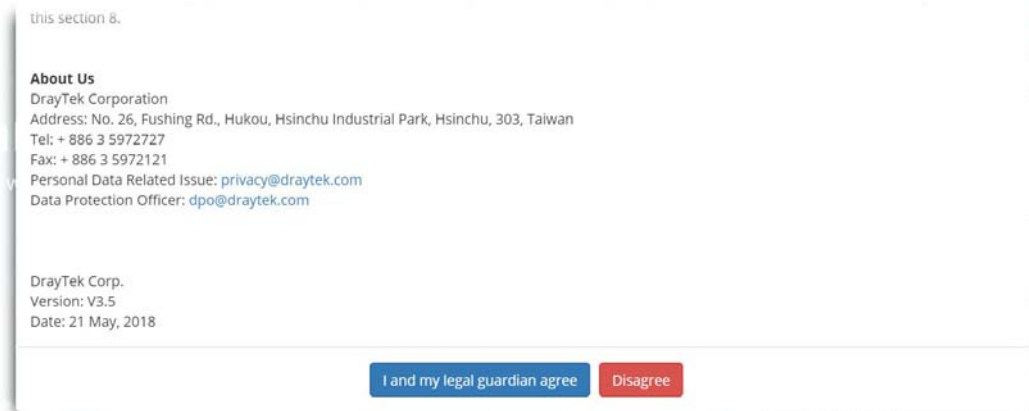 this section 8.
About Us
DrayTek Corporation
Address: No. 26, Fushing Rd., Hukou, Hsinchu Industrial Park, Hsinchu, 303, Taiwan
Tel: + 886 3 5972727
Fax: + 886 3 5972121
Personal Data Related Issue: privacy@draytek.com
Data Protection Officer: dpo@draytek.com
DrayTek Corp.
Version: V3.5
Date: 21 May, 2018
I and my legal guardian agree Disagree